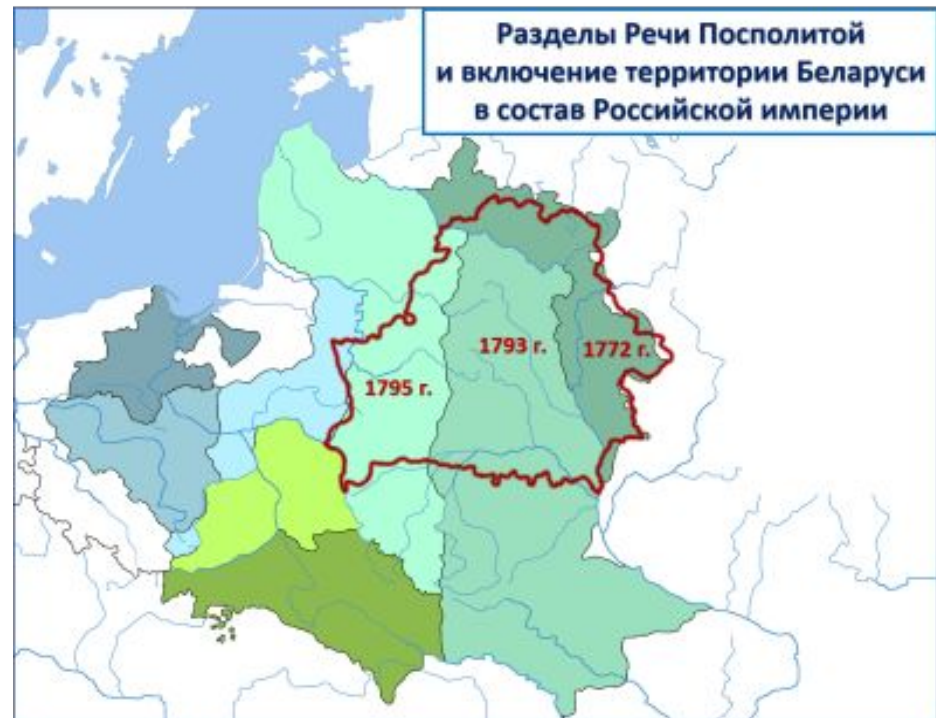 Разделы Речи Посполитой
и включение территории Беларуси
в состав Российской империи
1793 г.
1772 г.
1795 г.